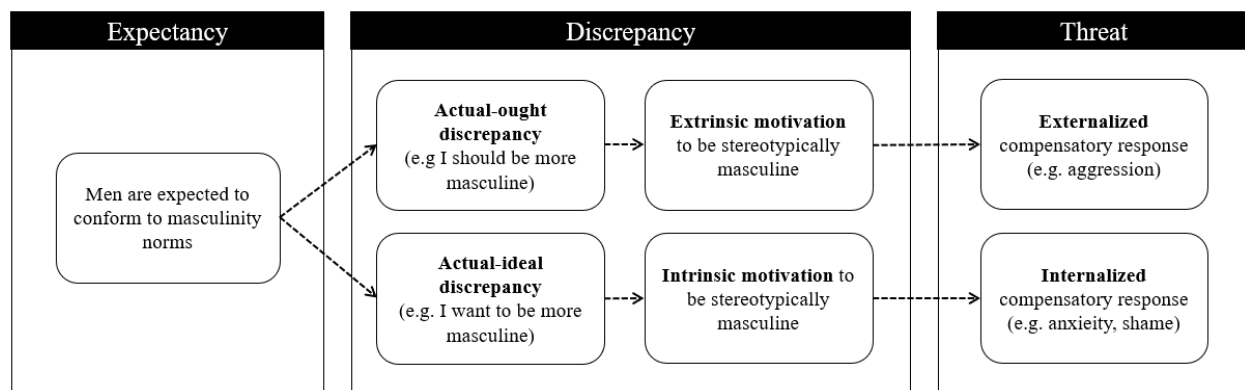 Expectancy
Discrepancy
Threat
Men are expected to
conform to masculinity
norms
Actual-ought
discrepancy
(e.g I should be more
masculine)
Extrinsic motivation
to be stereotypically
masculine
Externalized
compensatory response
(e.g. aggression)
Actual-ideal
discrepancy
(e.g. I want to be more
masculine)
Intrinsic motivation to
be stereotypically
masculine
Internalized
compensatory response
(e.g. anxieity, shame)